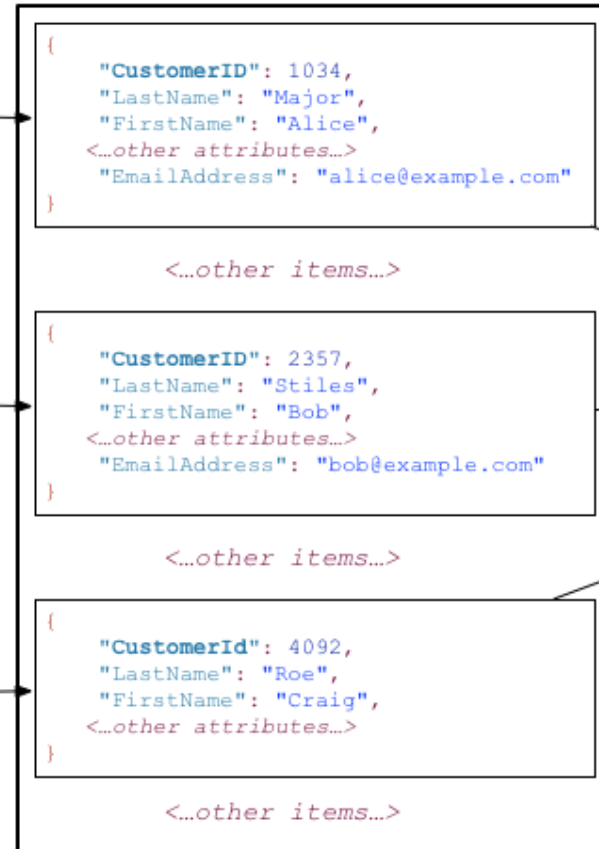 {
"CustomerID": 1034,
"LastName": "Major",
"FirstName": "Alice",
<…other attributes…>
"EmailAddress": "alice@example.com"
}
<…other items…>
{
"CustomerID": 2357,
"LastName": "Stiles",
"FirstName": "Bob",
<…other attributes…>
"EmailAddress": "bob@example.com"
}
<…other items…>
{
"CustomerId": 4092,
"LastName": "Roe",
"FirstName": "Craig",
<…other attributes…>
}
<…other items…>